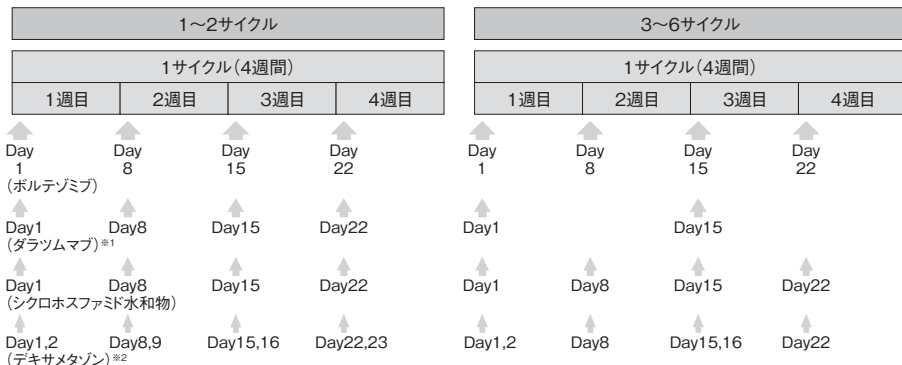 1～2サイクル 3～6サイクル
1サイクル（4週間） 1サイクル（4週間）
1週目 2週目 3週目 4週目 1週目 2週目 3週目 4週目
Day Day Day Day Day Day Day Day
1 8 15 22 1 8 15 22
（ボルテゾミブ）
Day1 Day8 Day15 Day22 Day1 Day15
（ダラツムマブ）※1
Day1 Day8 Day15 Day22 Day1 Day8 Day15 Day22
（シクロホスファミド水和物）
Day1,2 Day8,9 Day15,16 Day22,23 Day1,2 Day8 Day15,16 Day22
（デキサメタゾン）※2